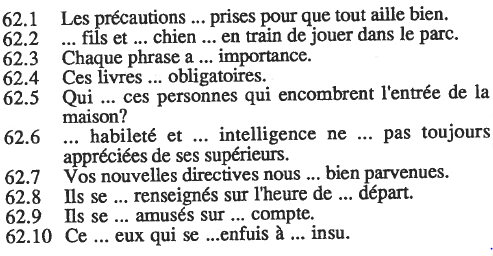 62.1 Les précautions ... prises pour que tout aille bien.
62.2 ... fils et ... chien ... en train de jouer dans le parc.
62.3 Chaque phrase a ... importance.
62.4 Ces livres ... obligatoires.
62.5 Qui ... ces personnes qui encombrent l'entrée de la
maison?
62.6 ... habileté et ... intelligence ne ... pas toujours
appréciées de ses supérieurs.
62.7 Vos nouvelles directives nous ... bien parvenues.
62.8 Ils se ... renseignés sur l'heure de ... départ.
62.9 Ils se ... amusés sur ... compte.
62.10 Ce ... eux qui se ...enfuis à ... insu.